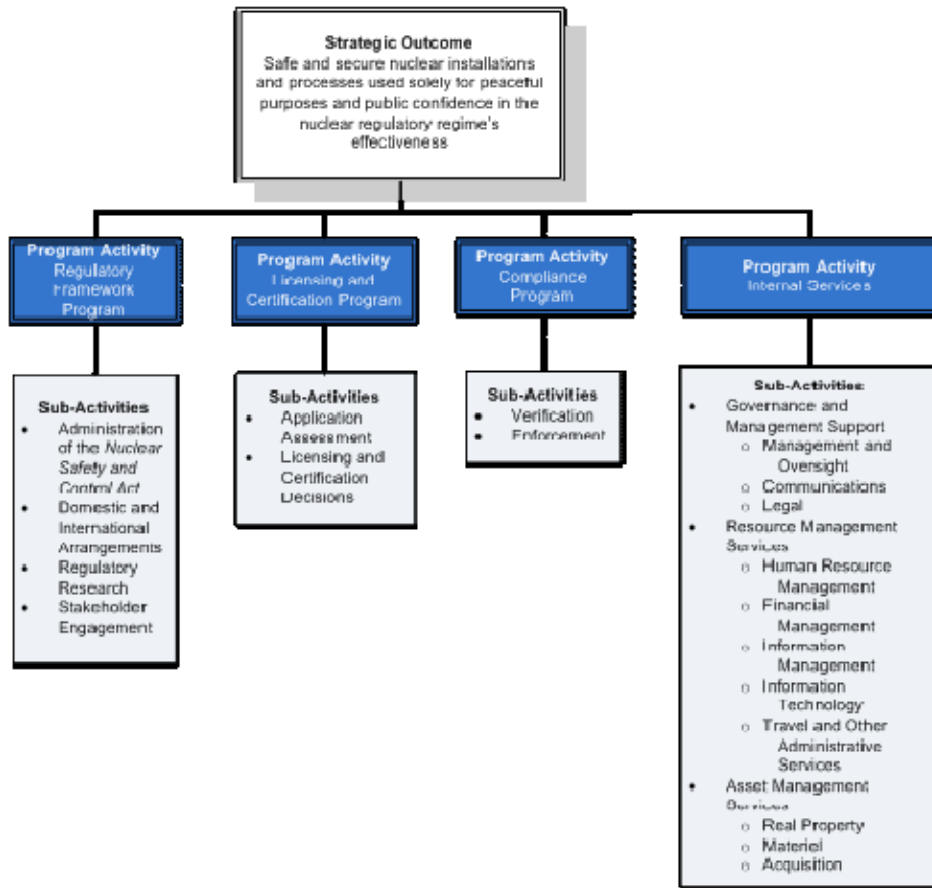 Strategic Outcome
Safe and secure nuclear installations
and processes used solely for peaceful
purposes and public confidence in the
nuclear regulatory regime's
effectiveness
Program Activity
Regulatory
Framework
Program
Program Activity
Licensing and
Certification Program
Program Activity
Compliance
Program
Program Activity
Internal Services
Sub-Activities
• Administration
of the Nuclear
Safety and
Control Act
• Domestic and
International
Arrangements
• Regulatory
Research
• Stakeholder
Engagement
Sub-Activities
• Application
Assessment
• Licensing and
Certification
Decisions
Sub-Activities
• Verification
• Enforcement
Sub-Activities:
• Governance and
Management Support
o Management and
Oversight
o Communications
o Legal
• Resource Management
Services
o Human Resource
Management
o Financial
Management
o Information
Management
o Information
Technology
o Travel and Other
Administrative
Services
• Asset Management
Services
o Real Property
o Materiel
o Acquisition